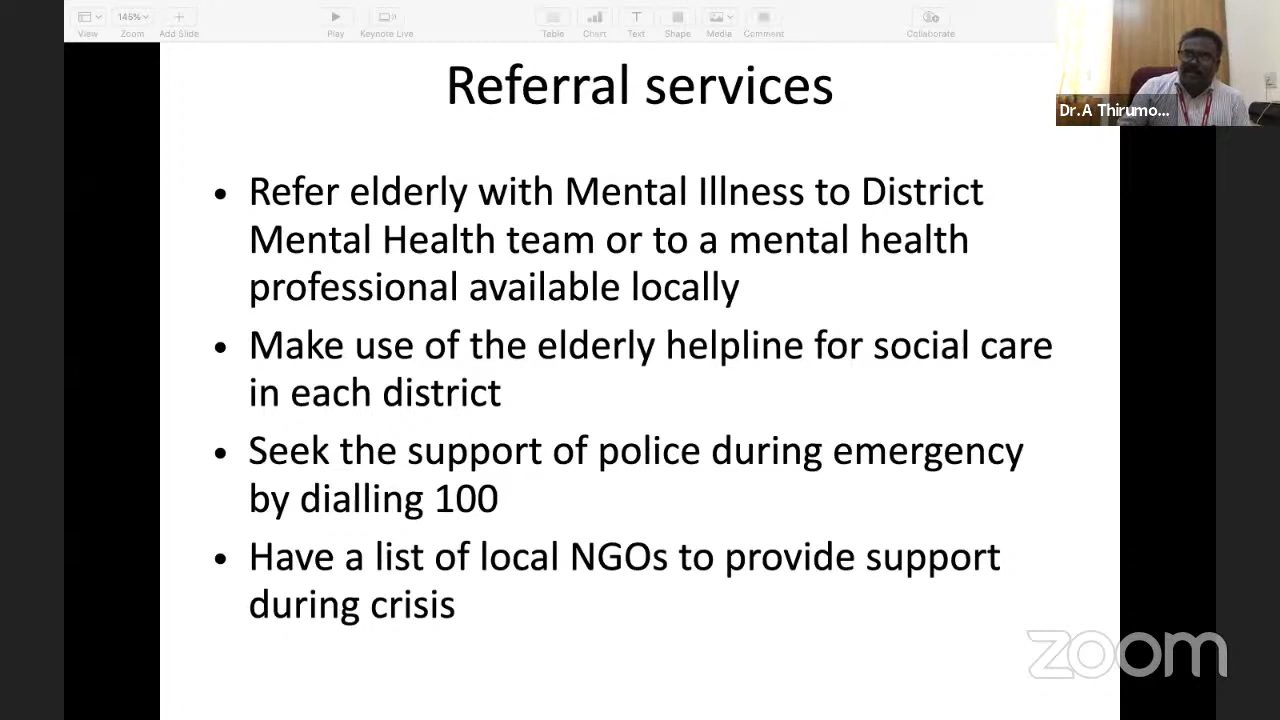 145%
View
Zoom
Add Slide
Play
Keynote Live
Table
Chart
Text
Shape
Media
Comment
Collaborate
Dr.A Thirumo...
Referral services
• Refer elderly with Mental Illness to District
Mental Health team or to a mental health
professional available locally
• Make use of the elderly helpline for social care
in each district
• Seek the support of police during emergency
by dialling 100
• Have a list of local NGOs to provide support
during crisis
zoom